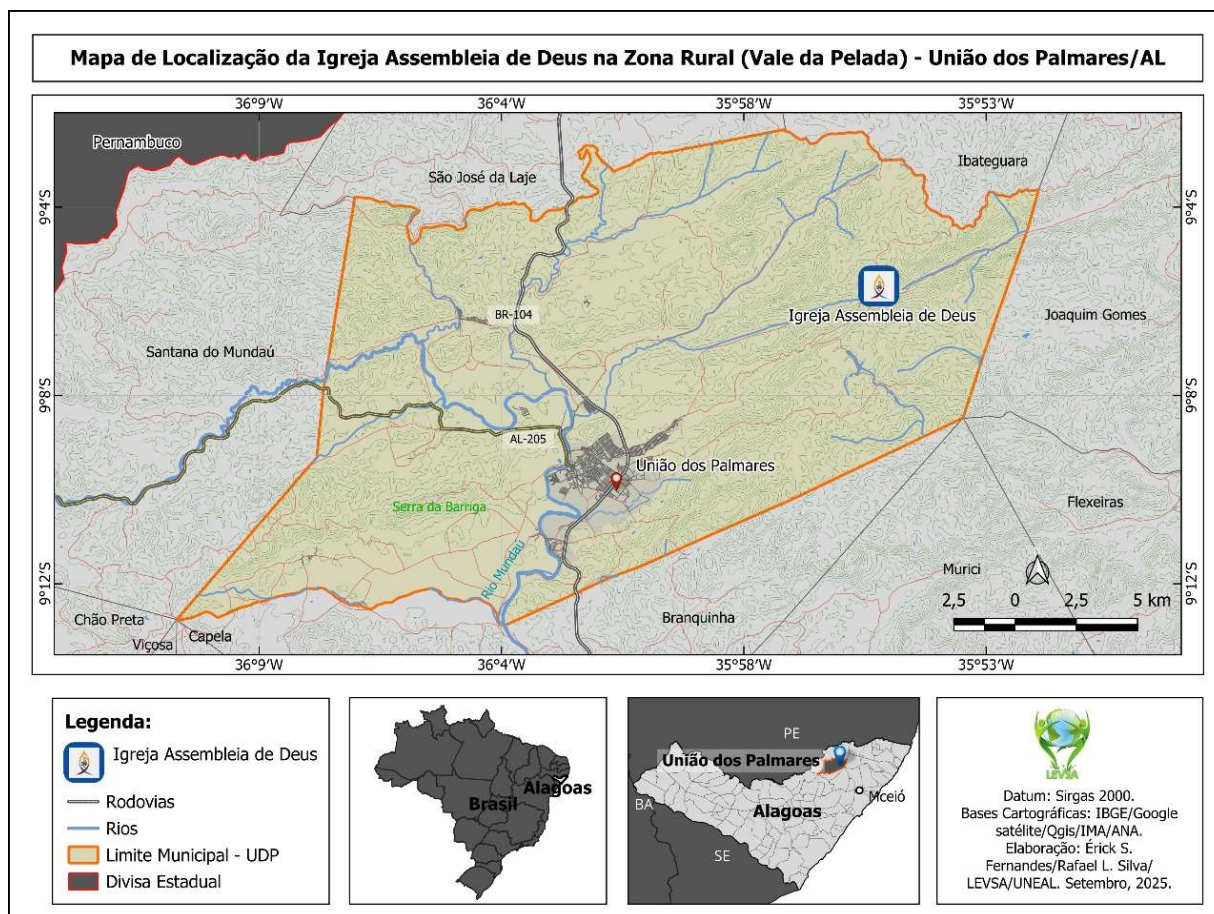 Mapa de Localização da Igreja Assembleia de Deus na Zona Rural (Vale da Pelada) - União dos Palmares/AL
36°9'W
36°4'W
35°58'W
35°53'W
Pernambuco
São José da Laje
Ibateguara
9°4'S
9°4'S
BR-104
Igreja Assembleia de Deus
Joaquim Gomes
Santana do Mundaú
9°8'S
9°8'S
AL-205
União dos Palmares
Serra da Barriga
Flexeiras
Rio Mundaú
Murici
9°12'S
9°12'S
2,5 0 2,5 5 km
Chão Preta
Branquinha
Capela
Viçosa
36°9'W
36°4'W
35°58'W
35°53'W
Legenda:
Igreja Assembleia de Deus
Rodovias
Rios
Limite Municipal - UDP
Divisa Estadual
Brasil
Alagoas
PE
União dos Palmares
Mceió
BA
Alagoas
SE
LEVSA
Datum: Sirgas 2000.
Bases Cartográficas: IBGE/Google
satélite/Qgis/IMA/ANA.
Elaboração: Érick S.
Fernandes/Rafael L. Silva/
LEVSA/UNEAL. Setembro, 2025.